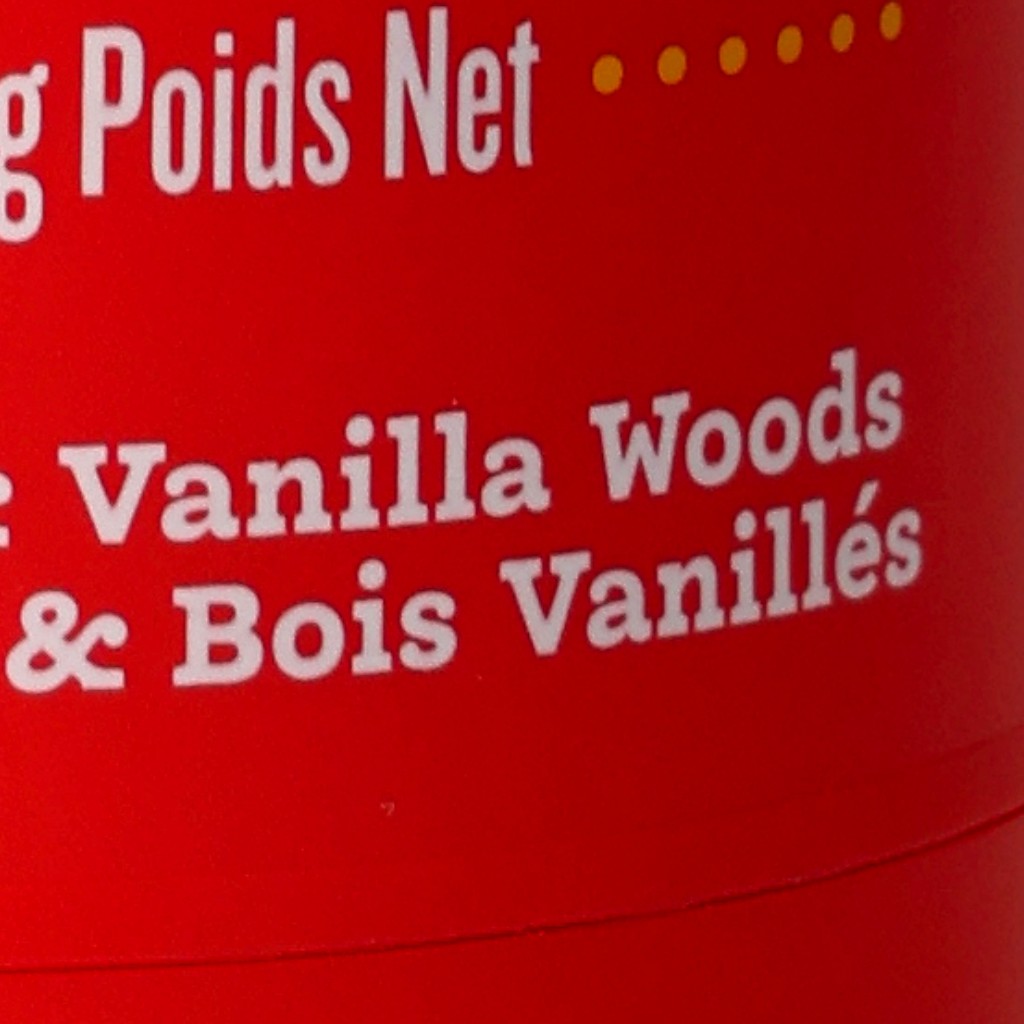 g Poids Net
: Vanilla Woods
& Bois Vanillés